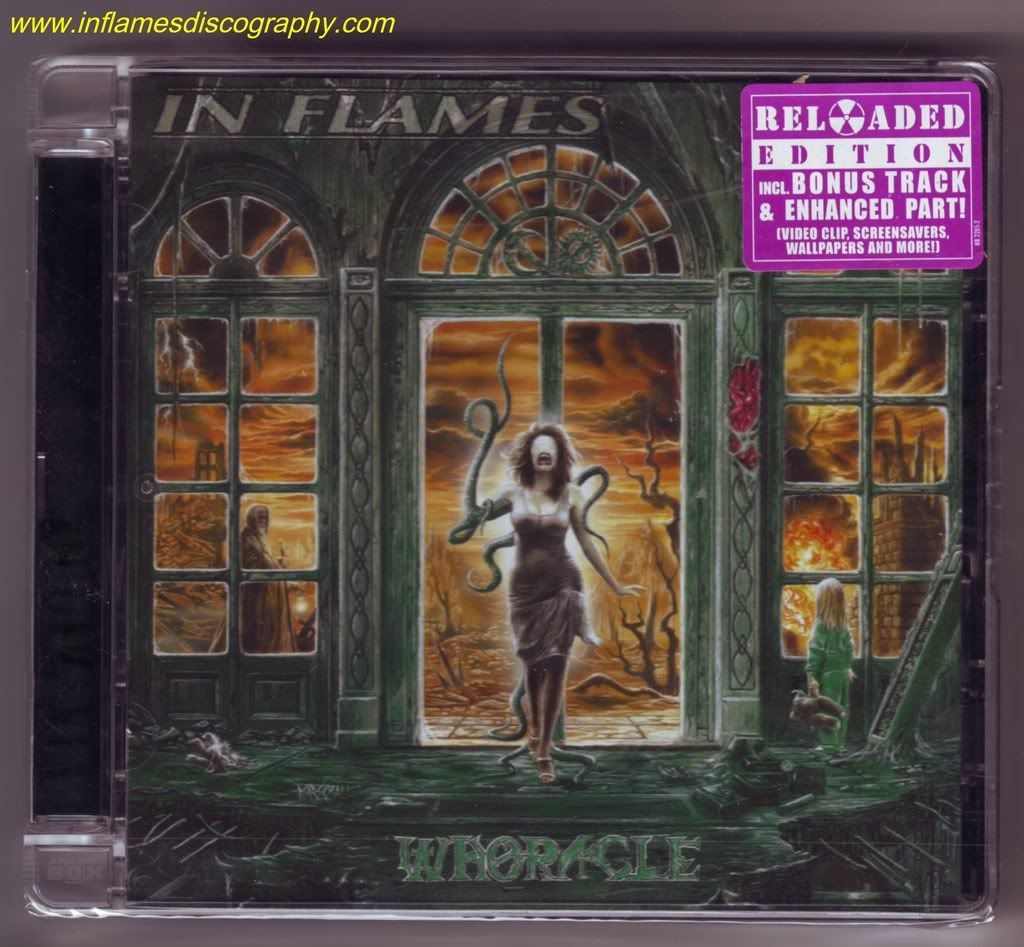 www.inflamesdiscography.com
IN FLAMES
RELOADED
EDITION
INCL. BONUS TRACK
& ENHANCED PART!
(VIDEO CLIP, SCREENSAVERS,
WALLPAPERS AND MORE!)
WHORACLE